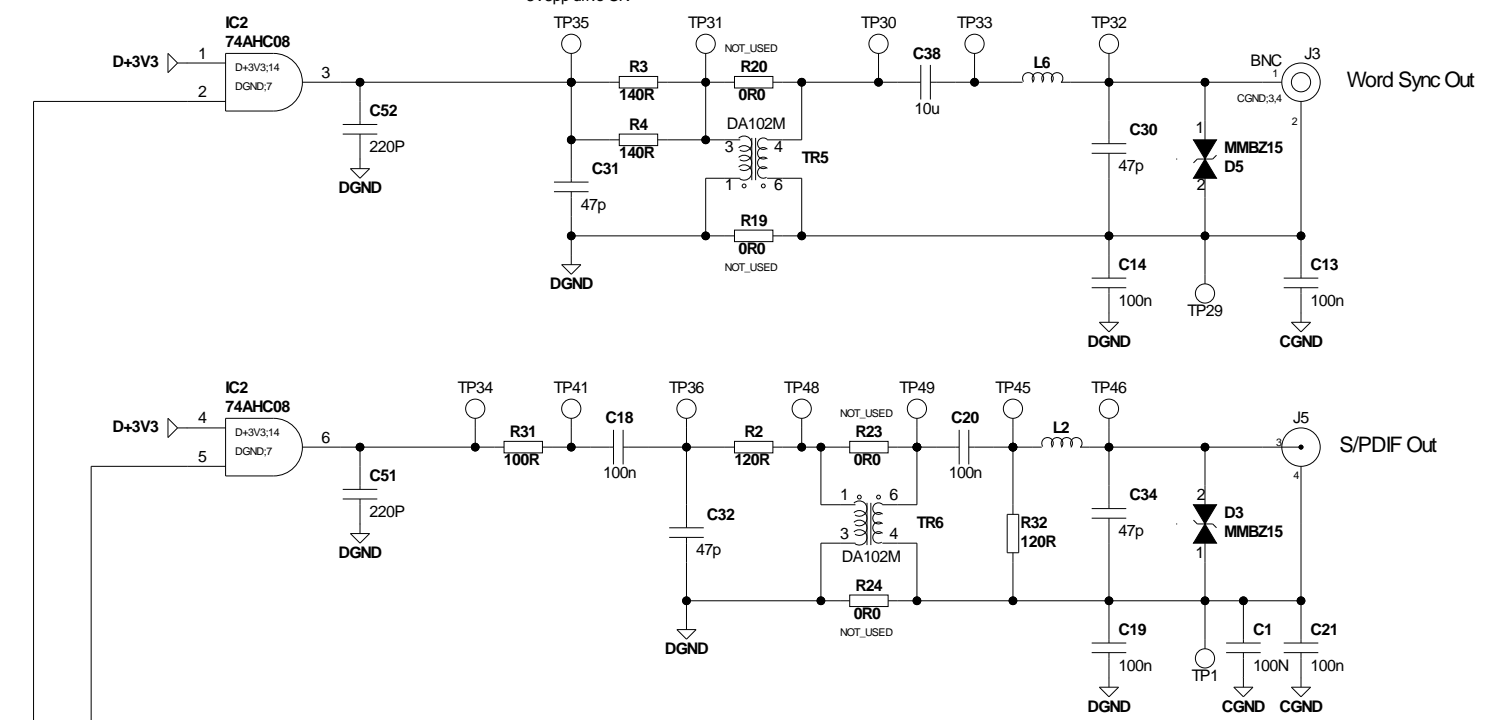 IC2
74AHC08
D+3V3
1
2
D+3V3;14
DGND;7
3
C52
220P
DGND
TP35
TP31
TP30
TP33
TP32
R3
140R
R4
140R
C31
47p
DGND
NOT_USED
R20
0R0
DA102M
3
4
1
6
TR5
R19
0R0
NOT_USED
C38
10u
L6
C30
47p
1
MMBZ15
D5
2
BNC
J3
1
CGND;3,4
2
Word Sync Out
C14
100n
DGND
TP29
C13
100n
CGND
IC2
74AHC08
D+3V3
4
5
D+3V3;14
DGND;7
6
C51
220P
DGND
TP34
TP41
TP36
TP48
TP49
TP45
TP46
R31
100R
C18
100n
C32
47p
DGND
R2
120R
NOT_USED
R23
0R0
1
6
3
4
TR6
DA102M
R24
0R0
NOT_USED
C20
100n
R32
120R
L2
C34
47p
2
D3
MMBZ15
1
J5
3
4
S/PDIF Out
C19
100n
DGND
TP1
C1
100N
CGND
C21
100n
CGND